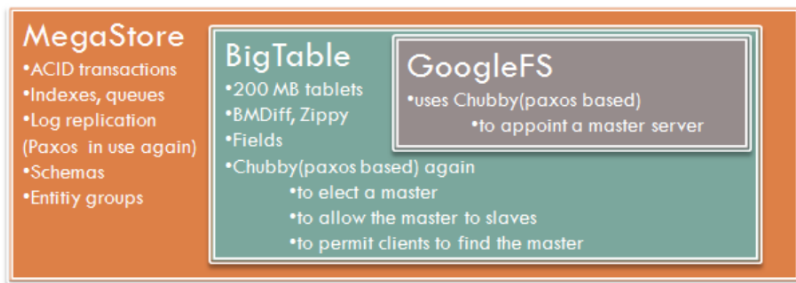 MegaStore
•ACID transactions
•Indexes, queues
•Log replication
(Paxos in use again)
•Schemas
•Entitiy groups
BigTable
•200 MB tablets
•BMDiff, Zippy
•Fields
•Chubby(paxos based) again
•to elect a master
•to allow the master to slaves
•to permit clients to find the master
GoogleFS
•uses Chubby(paxos based)
•to appoint a master server